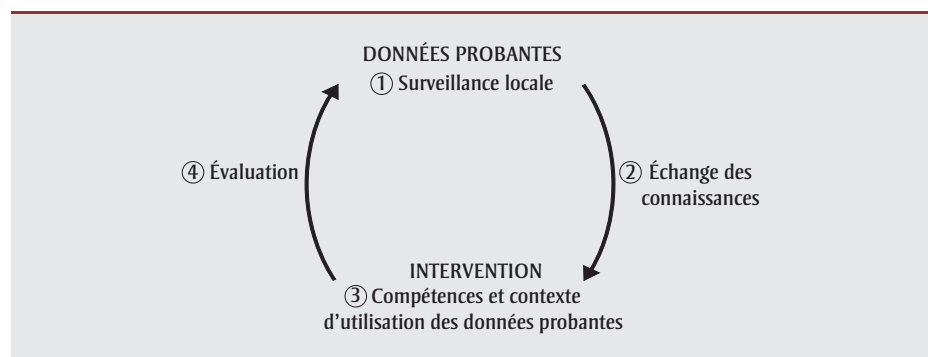 DONNÉES PROBANTES
① Surveillance locale
② Échange des
connaissances
④ Évaluation
INTERVENTION
③ Compétences et contexte
d'utilisation des données probantes